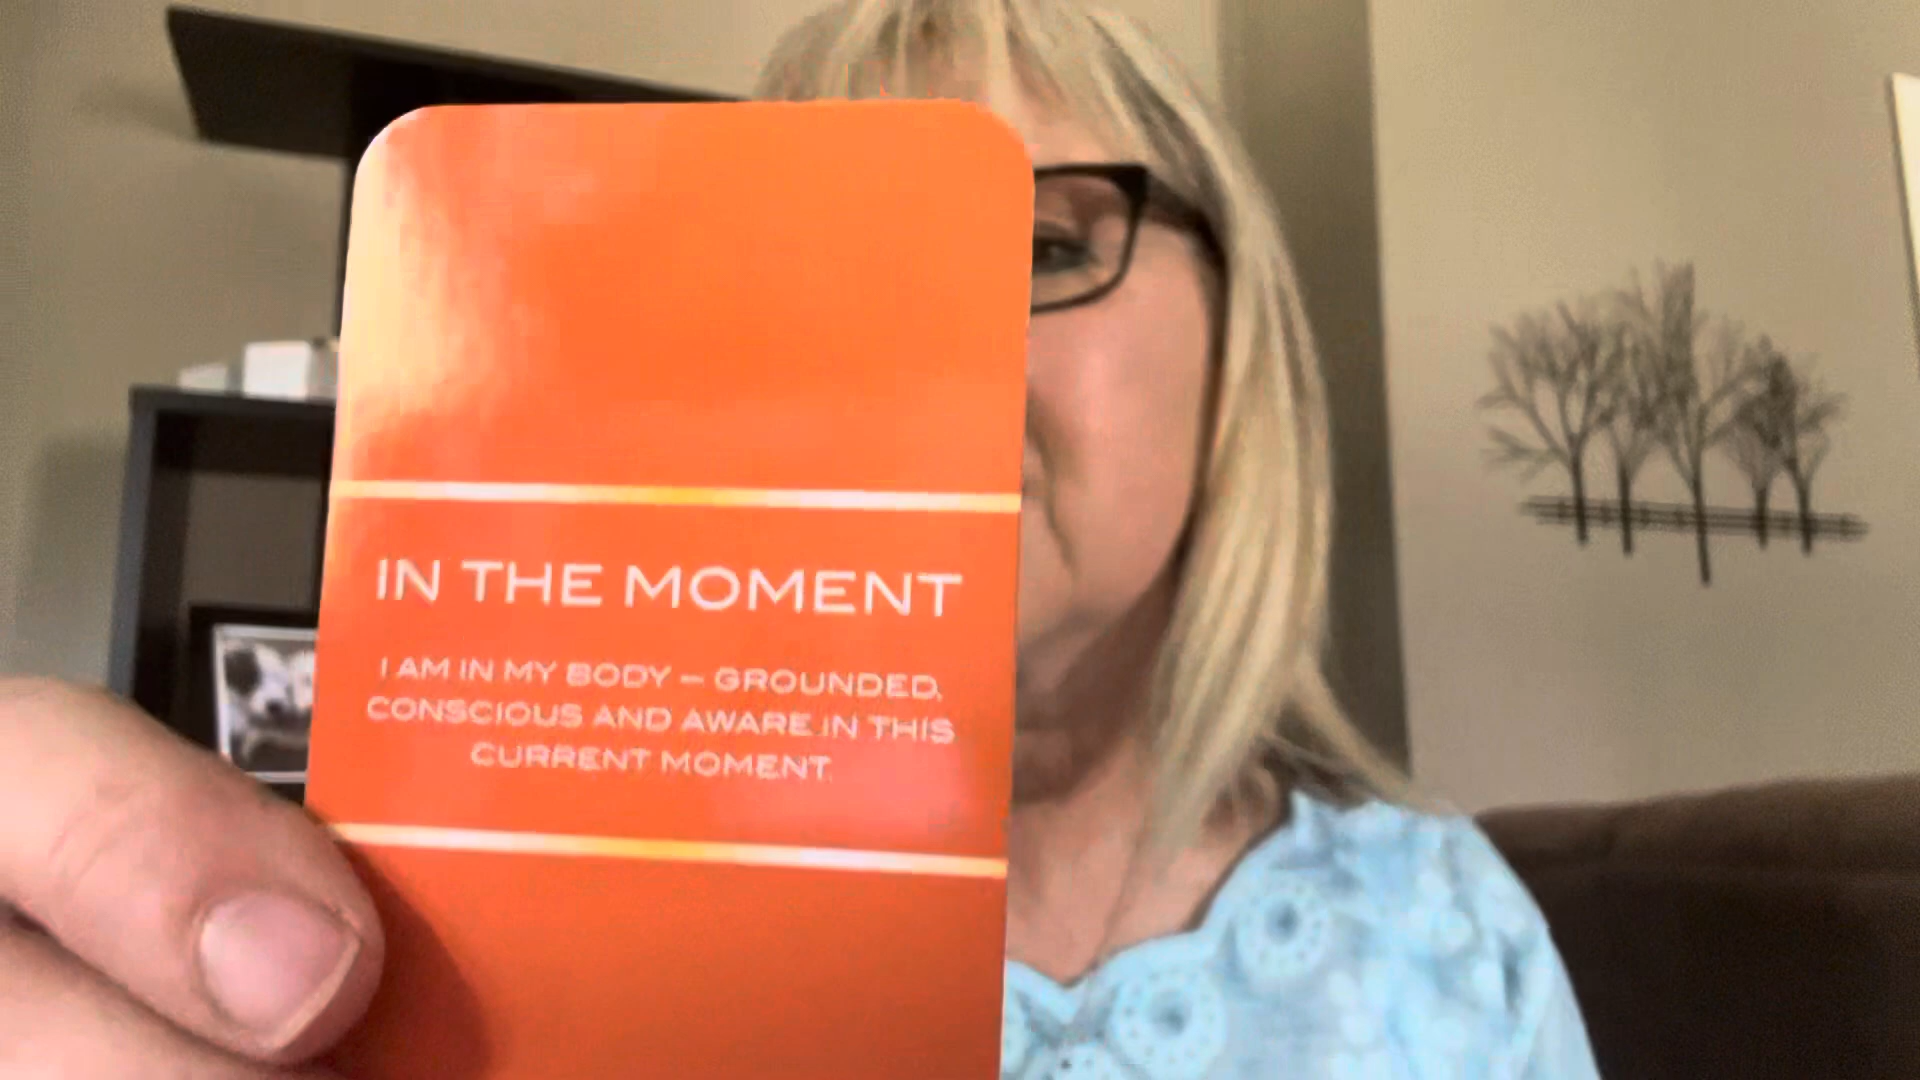 IN THE MOMENT
I AM IN MY BODY – GROUNDED,
CONSCIOUS AND AWARE IN THIS
CURRENT MOMENT.